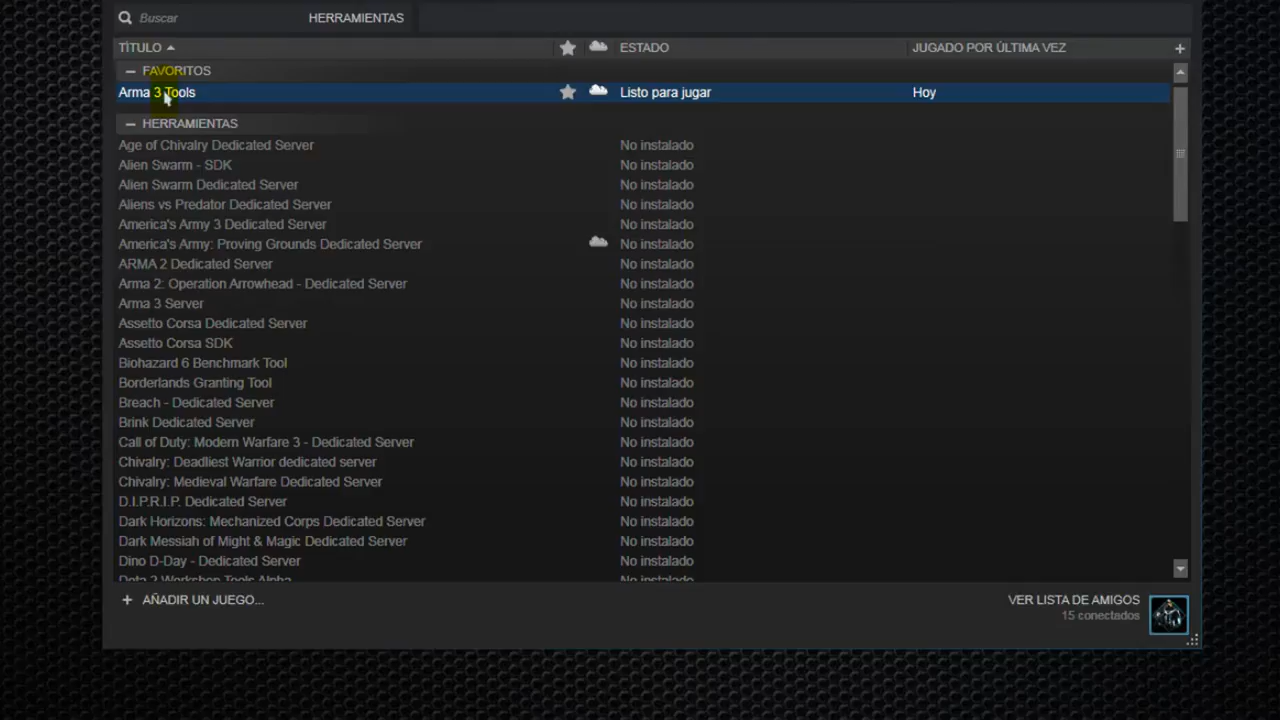 Buscar HERRAMIENTAS
TÍTULO ESTADO JUGADO POR ÚLTIMA VEZ +
– FAVORITOS
Arma 3 Tools Listo para jugar Hoy
– HERRAMIENTAS
Age of Chivalry Dedicated Server No instalado
Alien Swarm - SDK No instalado
Alien Swarm Dedicated Server No instalado
Aliens vs Predator Dedicated Server No instalado
America's Army 3 Dedicated Server No instalado
America's Army: Proving Grounds Dedicated Server No instalado
ARMA 2 Dedicated Server No instalado
Arma 2: Operation Arrowhead - Dedicated Server No instalado
Arma 3 Server No instalado
Assetto Corsa Dedicated Server No instalado
Assetto Corsa SDK No instalado
Biohazard 6 Benchmark Tool No instalado
Borderlands Granting Tool No instalado
Breach - Dedicated Server No instalado
Brink Dedicated Server No instalado
Call of Duty: Modern Warfare 3 - Dedicated Server No instalado
Chivalry: Deadliest Warrior dedicated server No instalado
Chivalry: Medieval Warfare Dedicated Server No instalado
D.I.P.R.I.P. Dedicated Server No instalado
Dark Horizons: Mechanized Corps Dedicated Server No instalado
Dark Messiah of Might & Magic Dedicated Server No instalado
Dino D-Day - Dedicated Server No instalado
Dota 2 Workshop Tools Alpha No instalado
+ AÑADIR UN JUEGO... VER LISTA DE AMIGOS
15 conectados